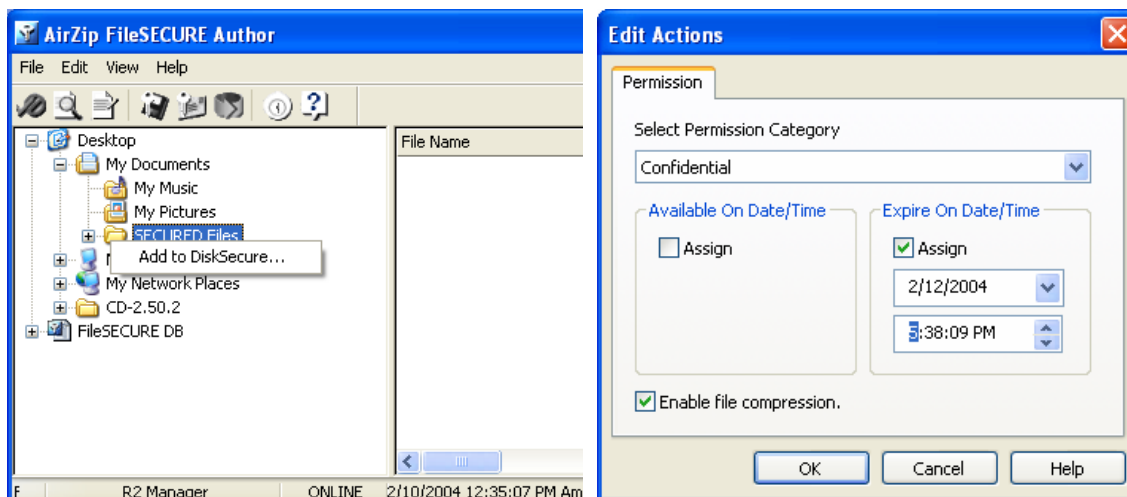 AirZip FileSECURE Author
File Edit View Help
Desktop
My Documents
My Music
My Pictures
SECURED Files
Add to DiskSecure...
My Network Places
CD-2.50.2
FileSECURE DB
File Name
R2 Manager ONLINE 2/10/2004 12:35:07 PM Am
Edit Actions
Permission
Select Permission Category
Confidential
Available On Date/Time
Assign
Expire On Date/Time
Assign
2/12/2004
5:38:09 PM
Enable file compression.
OK Cancel Help